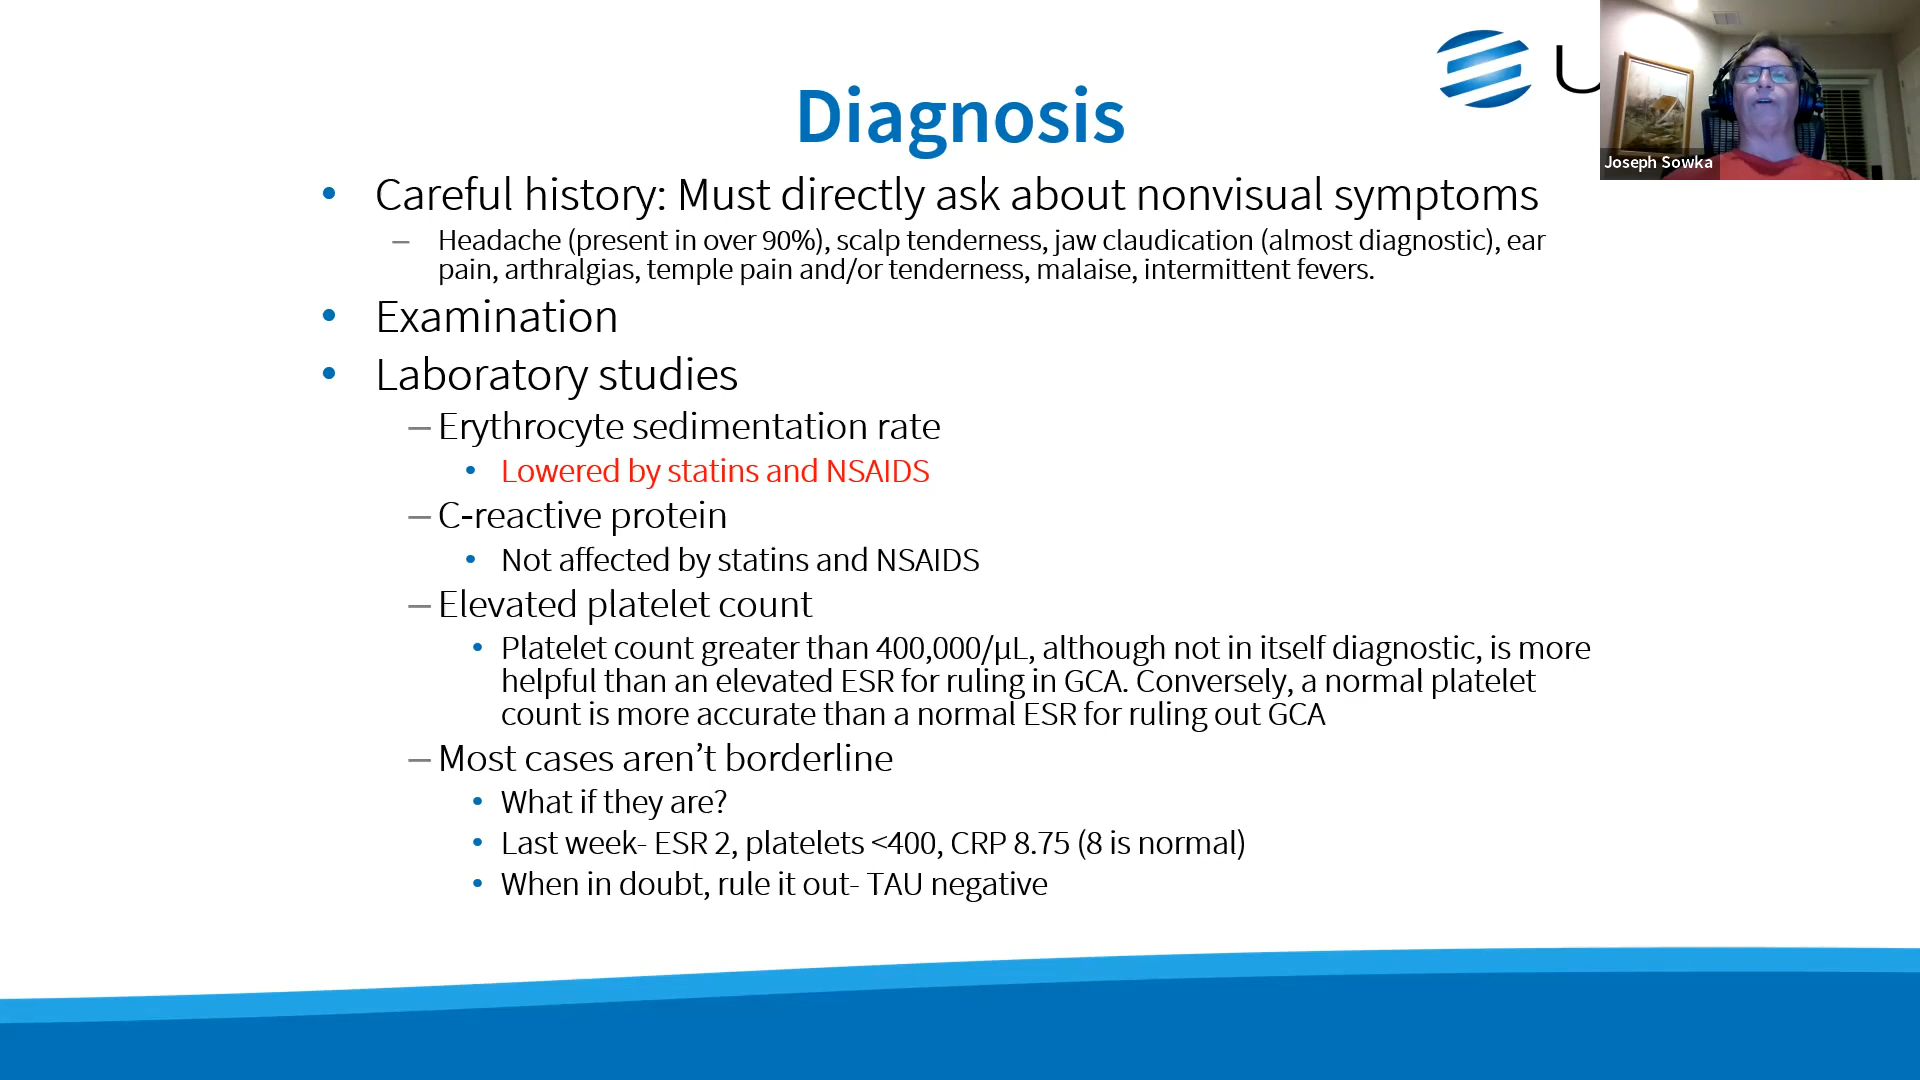 U
Joseph Sowka
Diagnosis
• Careful history: Must directly ask about nonvisual symptoms
– Headache (present in over 90%), scalp tenderness, jaw claudication (almost diagnostic), ear
pain, arthralgias, temple pain and/or tenderness, malaise, intermittent fevers.
• Examination
• Laboratory studies
– Erythrocyte sedimentation rate
• Lowered by statins and NSAIDS
– C-reactive protein
• Not affected by statins and NSAIDS
– Elevated platelet count
• Platelet count greater than 400,000/µL, although not in itself diagnostic, is more
helpful than an elevated ESR for ruling in GCA. Conversely, a normal platelet
count is more accurate than a normal ESR for ruling out GCA
– Most cases aren’t borderline
• What if they are?
• Last week- ESR 2, platelets <400, CRP 8.75 (8 is normal)
• When in doubt, rule it out- TAU negative